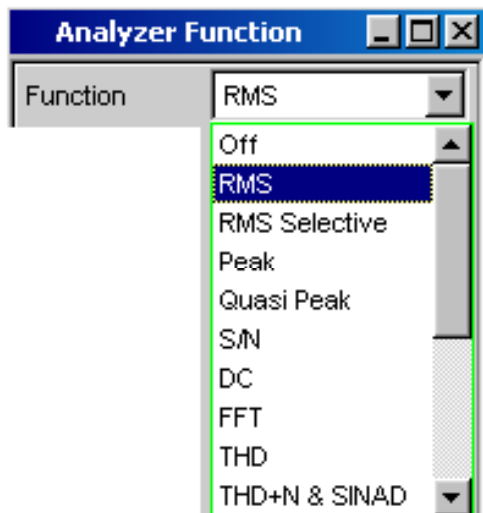 Analyzer Function
Function RMS
Off
RMS
RMS Selective
Peak
Quasi Peak
S/N
DC
FFT
THD
THD+N & SINAD